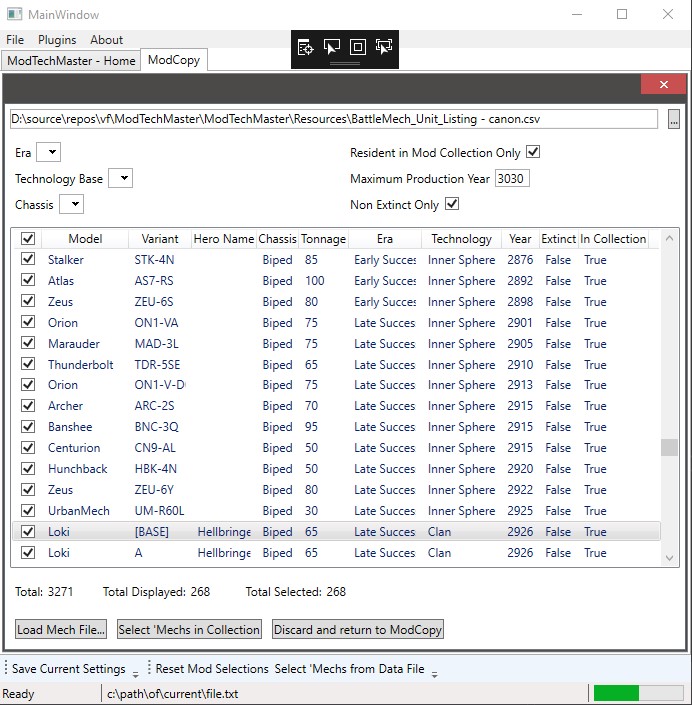 MainWindow
File Plugins About
ModTechMaster - Home ModCopy
D:\source\repos\vf\ModTechMaster\ModTechMaster\Resources\BattleMech_Unit_Listing - canon.csv ...
Era Resident in Mod Collection Only
Technology Base Maximum Production Year 3030
Chassis Non Extinct Only
Model Variant Hero Name Chassis Tonnage Era Technology Year Extinct In Collection
Stalker STK-4N Biped 85 Early Succes Inner Sphere 2876 False True
Atlas AS7-RS Biped 100 Early Succes Inner Sphere 2892 False True
Zeus ZEU-6S Biped 80 Early Succes Inner Sphere 2898 False True
Orion ON1-VA Biped 75 Late Succes Inner Sphere 2901 False True
Marauder MAD-3L Biped 75 Late Succes Inner Sphere 2905 False True
Thunderbolt TDR-5SE Biped 65 Late Succes Inner Sphere 2910 False True
Orion ON1-V-D Biped 75 Late Succes Inner Sphere 2913 False True
Archer ARC-2S Biped 70 Late Succes Inner Sphere 2915 False True
Banshee BNC-3Q Biped 95 Late Succes Inner Sphere 2915 False True
Centurion CN9-AL Biped 50 Late Succes Inner Sphere 2915 False True
Hunchback HBK-4N Biped 50 Late Succes Inner Sphere 2920 False True
Zeus ZEU-6Y Biped 80 Late Succes Inner Sphere 2922 False True
UrbanMech UM-R60L Biped 30 Late Succes Inner Sphere 2925 False True
Loki [BASE] Hellbringe Biped 65 Late Succes Clan 2926 False True
Loki A Hellbringe Biped 65 Late Succes Clan 2926 False True
Total: 3271 Total Displayed: 268 Total Selected: 268
Load Mech File... Select 'Mechs in Collection Discard and return to ModCopy
Save Current Settings Reset Mod Selections Select 'Mechs from Data File
Ready c:\path\of\current\file.txt